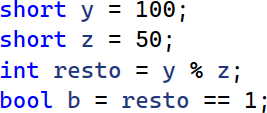 short y = 100;
short z = 50;
int resto = y % z;
bool b = resto == 1;